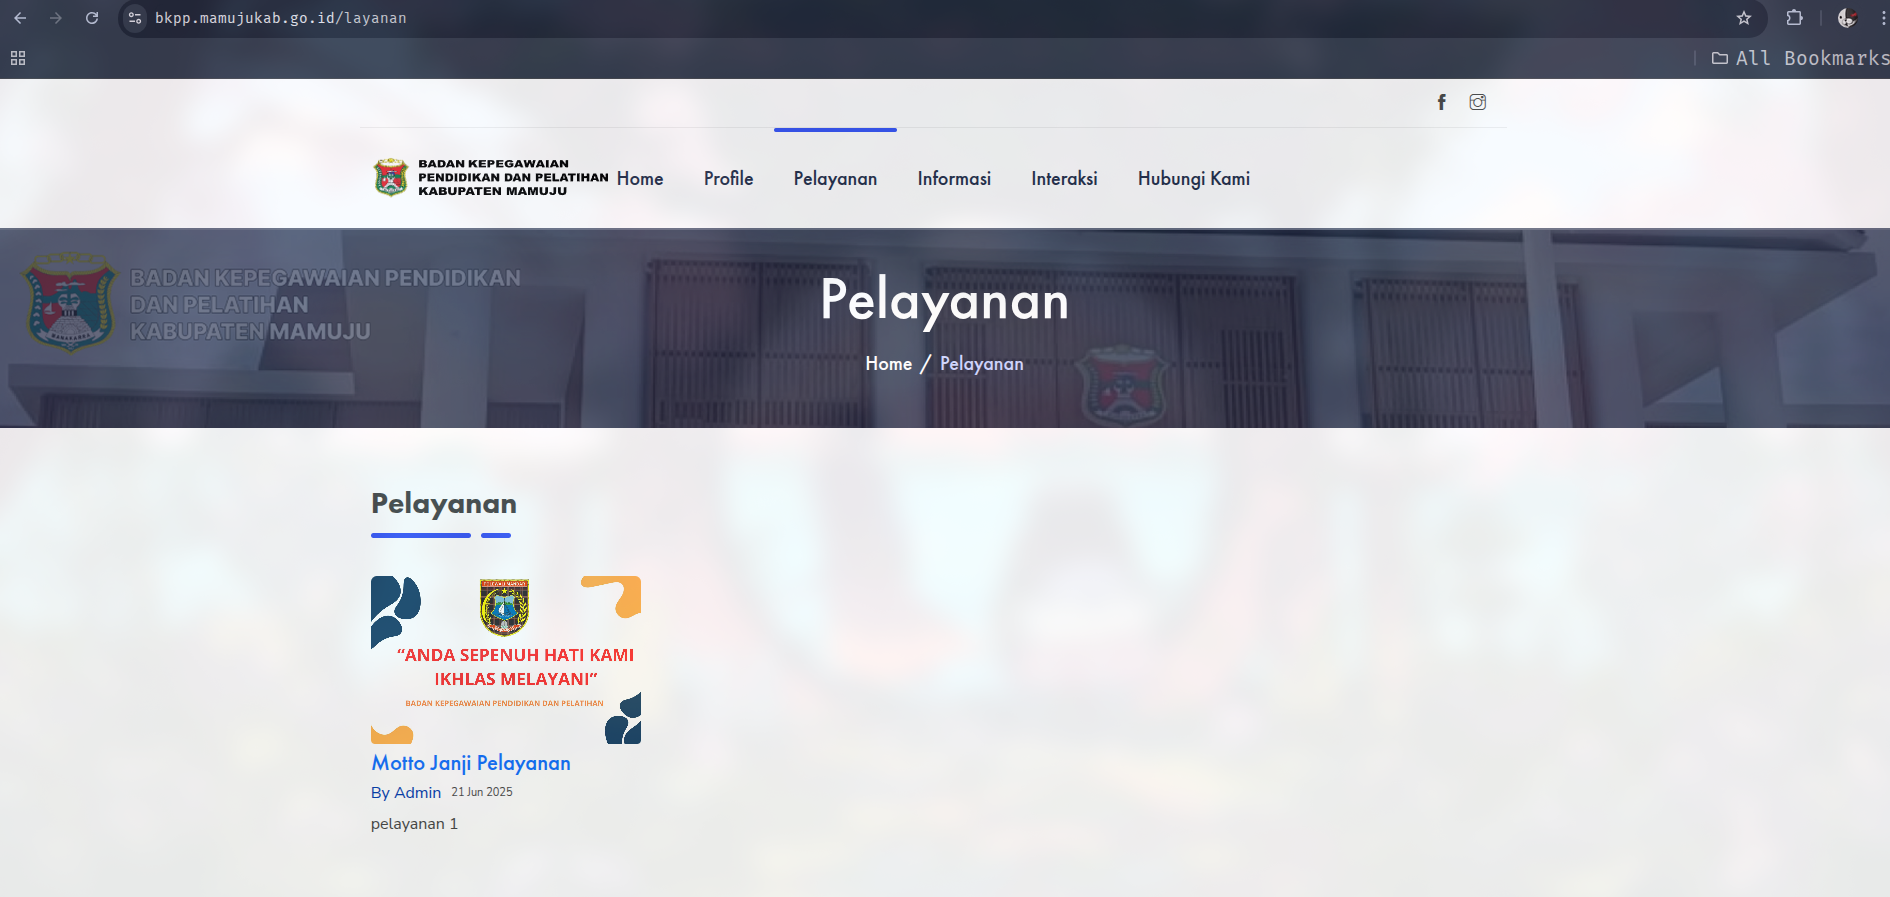 bkpp.mamujukab.go.id/layanan
All Bookmarks
BADAN KEPEGAWAIAN
PENDIDIKAN DAN PELATIHAN
KABUPATEN MAMUJU
Home
Profile
Pelayanan
Informasi
Interaksi
Hubungi Kami
BADAN KEPEGAWAIAN PENDIDIKAN
DAN PELATIHAN
KABUPATEN MAMUJU
Pelayanan
Home / Pelayanan
Pelayanan
“ANDA SEPENUH HATI KAMI
IKHLAS MELAYANI”
BADAN KEPEGAWAIAN PENDIDIKAN DAN PELATIHAN
Motto Janji Pelayanan
By Admin 21 Jun 2025
pelayanan 1